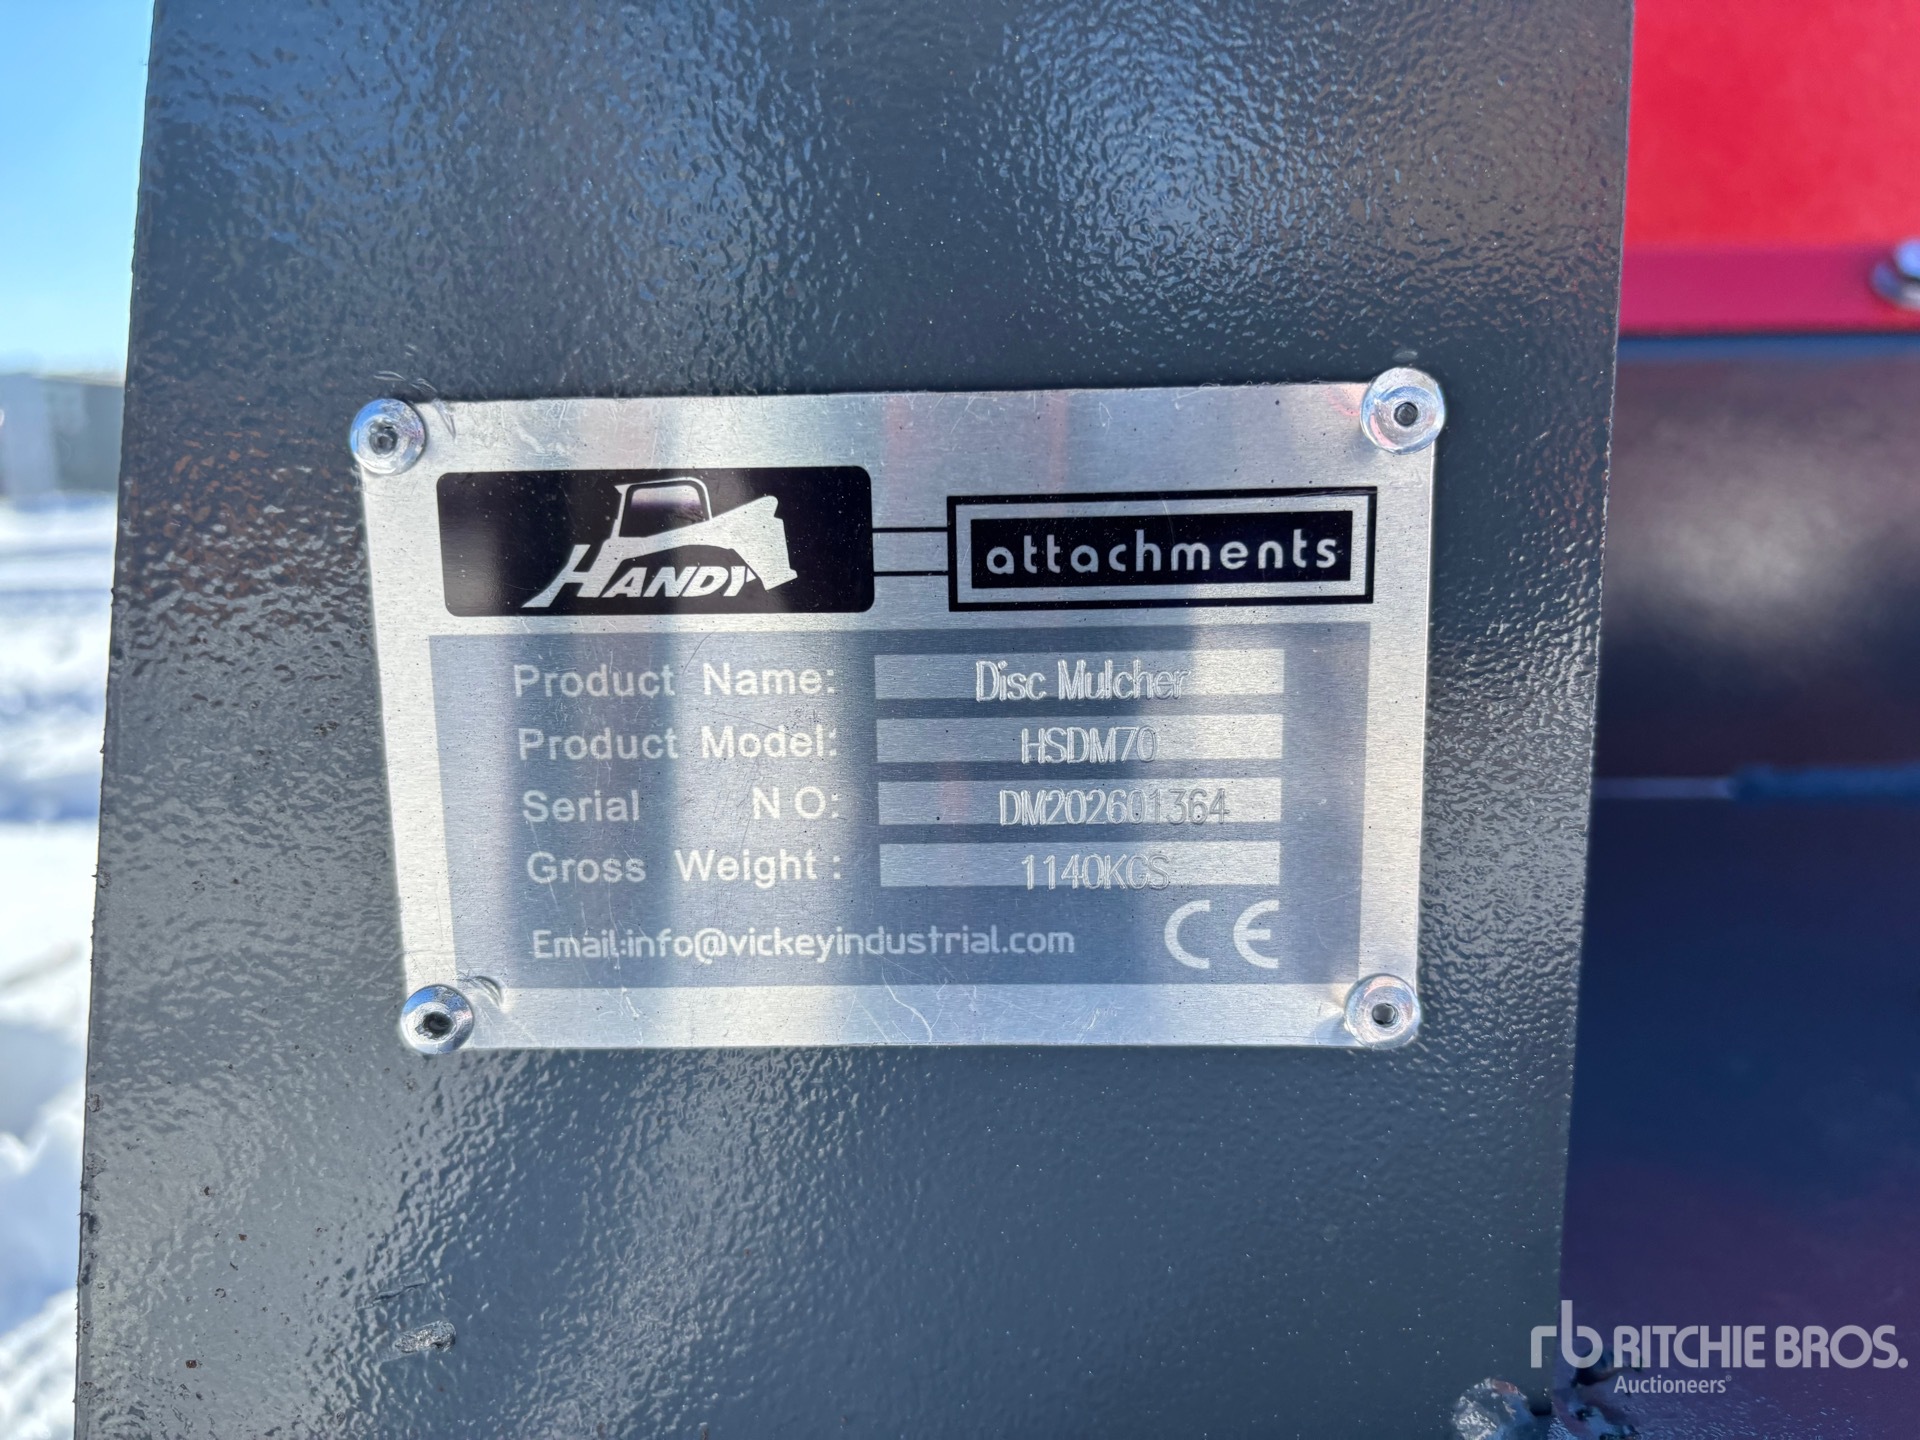 HANDY
attachments
Product Name: Disc Mulcher
Product Model: HSDM70
Serial N O: DM202601364
Gross Weight : 1140KGS
Email:info@vickeyindustrial.com CE
rb RITCHIE BROS.
Auctioneers